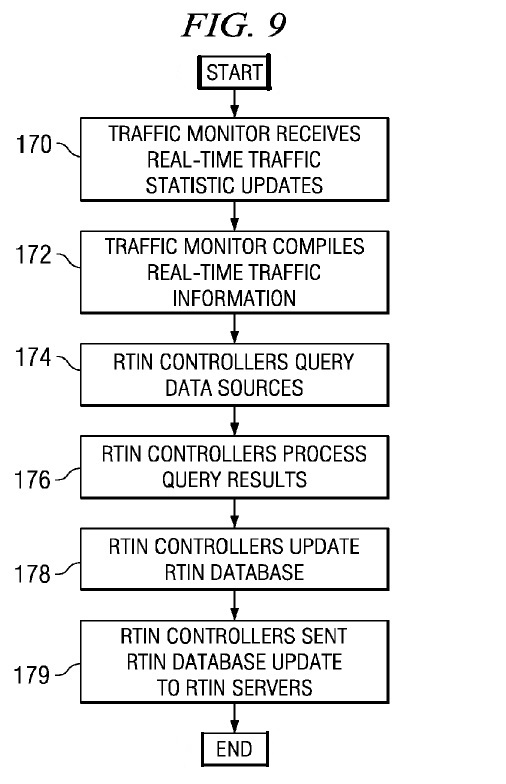 FIG. 9
START
170
TRAFFIC MONITOR RECEIVES
REAL-TIME TRAFFIC
STATISTIC UPDATES
172
TRAFFIC MONITOR COMPILES
REAL-TIME TRAFFIC
INFORMATION
174
RTIN CONTROLLERS QUERY
DATA SOURCES
176
RTIN CONTROLLERS PROCESS
QUERY RESULTS
178
RTIN CONTROLLERS UPDATE
RTIN DATABASE
179
RTIN CONTROLLERS SENT
RTIN DATABASE UPDATE
TO RTIN SERVERS
END